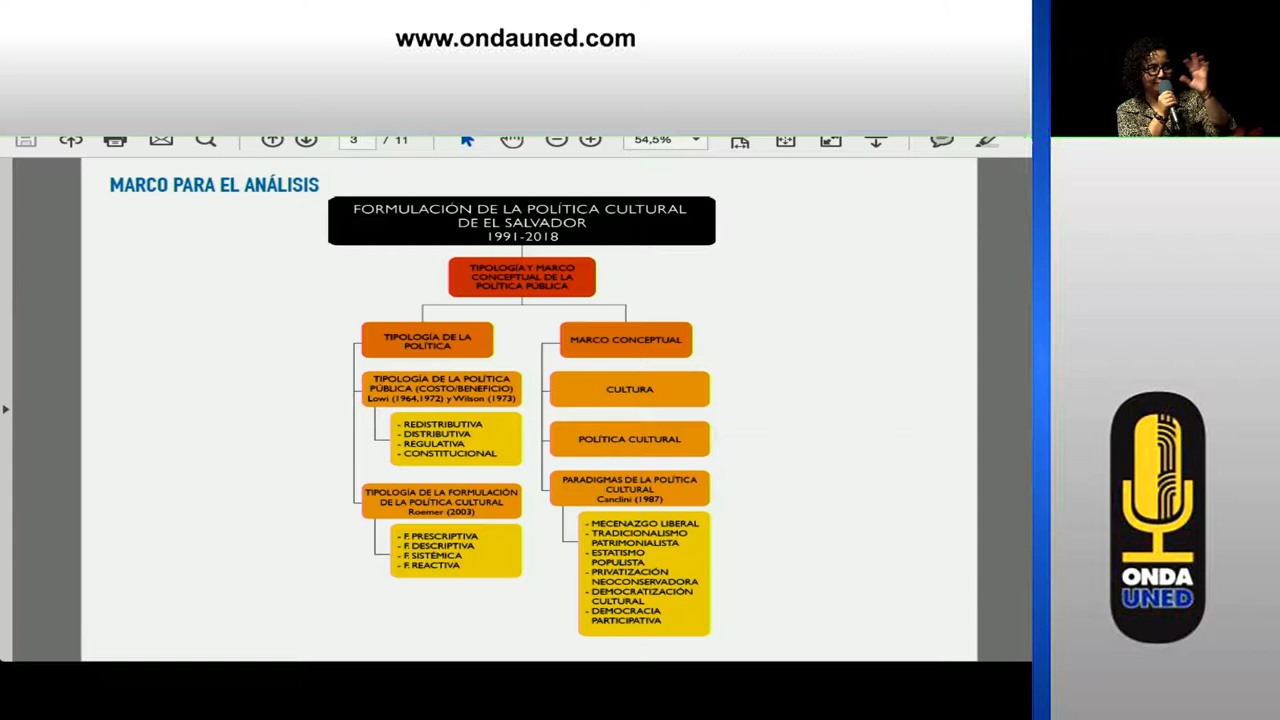 www.ondauned.com
3 / 11
54,5%
MARCO PARA EL ANÁLISIS
FORMULACIÓN DE LA POLÍTICA CULTURAL
DE EL SALVADOR
1991-2018
TIPOLOGÍA Y MARCO
CONCEPTUAL DE LA
POLÍTICA PÚBLICA
TIPOLOGÍA DE LA
POLÍTICA
TIPOLOGÍA DE LA POLÍTICA
PÚBLICA (COSTO/BENEFICIO)
Lowi (1964,1972) y Wilson (1973)
- REDISTRIBUTIVA
- DISTRIBUTIVA
- REGULATIVA
- CONSTITUCIONAL
TIPOLOGÍA DE LA FORMULACIÓN
DE LA POLÍTICA CULTURAL
Roemer (2003)
- F. PRESCRIPTIVA
- F. DESCRIPTIVA
- F. SISTÉMICA
- F. REACTIVA
MARCO CONCEPTUAL
CULTURA
POLÍTICA CULTURAL
PARADIGMAS DE LA POLÍTICA
CULTURAL
Canclini (1987)
- MECENAZGO LIBERAL
- TRADICIONALISMO
PATRIMONIALISTA
- ESTATISMO
POPULISTA
- PRIVATIZACIÓN
NEOCONSERVADORA
- DEMOCRATIZACIÓN
CULTURAL
- DEMOCRACIA
PARTICIPATIVA
ONDA
UNED